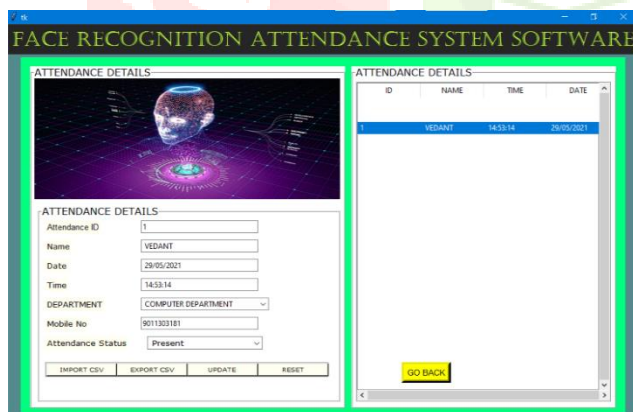 tk
FACE RECOGNITION ATTENDANCE SYSTEM SOFTWARE
ATTENDANCE DETAILS
ATTENDANCE DETAILS
Attendance ID 1
Name VEDANT
Date 29/05/2021
Time 14:53:14
DEPARTMENT COMPUTER DEPARTMENT
Mobile No 9011303181
Attendance Status Present
IMPORT CSV EXPORT CSV UPDATE RESET
ATTENDANCE DETAILS
ID NAME TIME DATE
1 VEDANT 14:53:14 29/05/2021
GO BACK